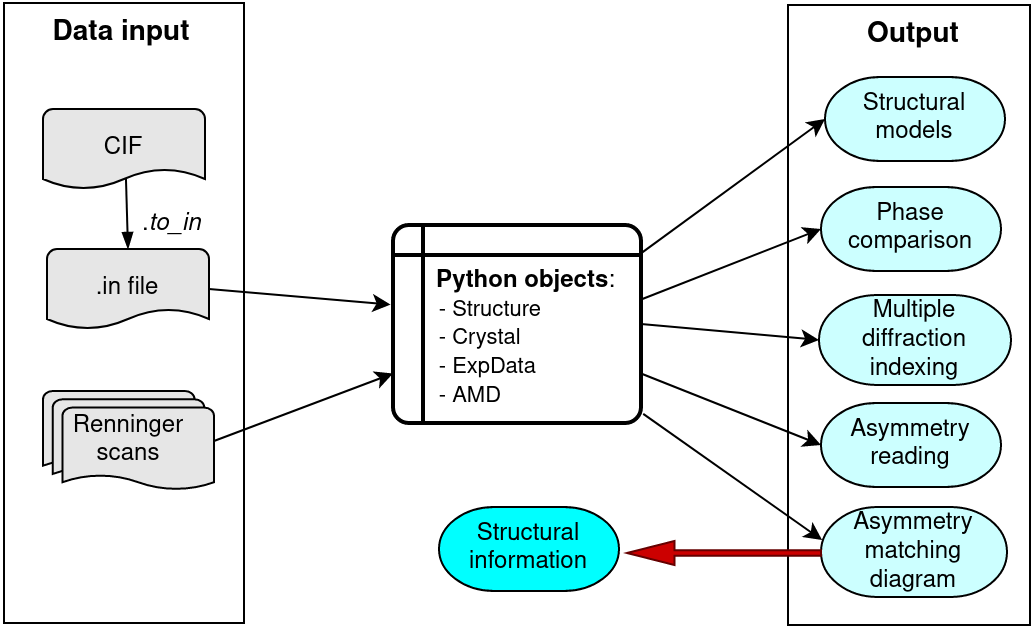 Data input
CIF
.to_in
.in file
Renninger
scans
Python objects:
- Structure
- Crystal
- ExpData
- AMD
Structural
information
Output
Structural
models
Phase
comparison
Multiple
diffraction
indexing
Asymmetry
reading
Asymmetry
matching
diagram